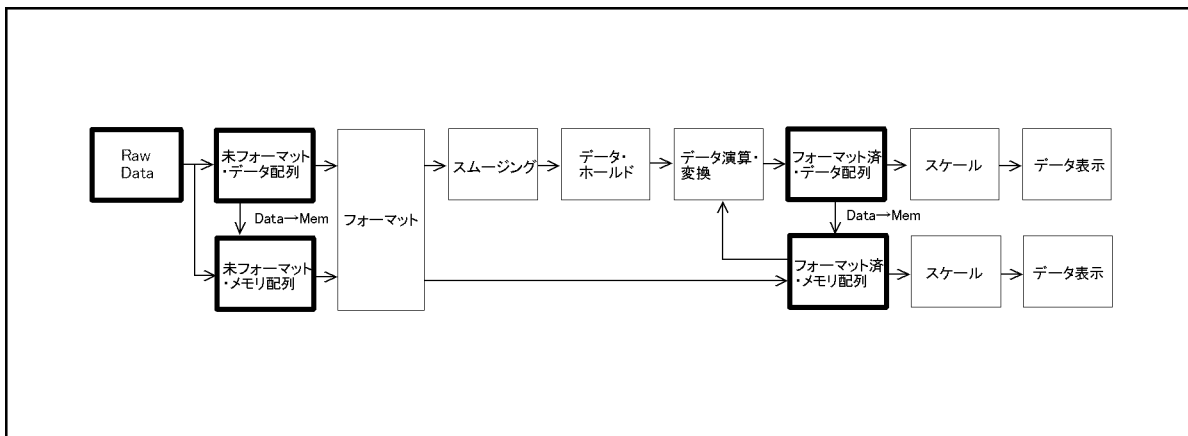 Raw
Data
未フォーマット
・データ配列
Data→Mem
未フォーマット
・メモリ配列
フォーマット
スムージング
データ・
ホールド
データ演算・
変換
フォーマット済
・データ配列
Data→Mem
フォーマット済
・メモリ配列
スケール
データ表示
スケール
データ表示